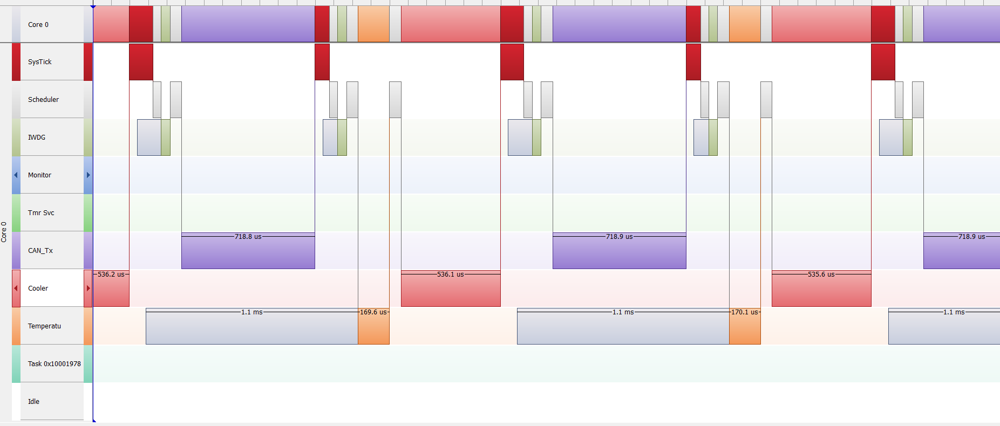 Core 0
Core 0
SysTick
Scheduler
IWDG
Monitor
Tmr Svc
CAN_Tx
718.8 us
718.9 us
718.9 us
Cooler
536.2 us
536.1 us
535.6 us
Temperatu
1.1 ms
169.6 us
1.1 ms
170.1 us
1.1 ms
Task 0x10001978
Idle